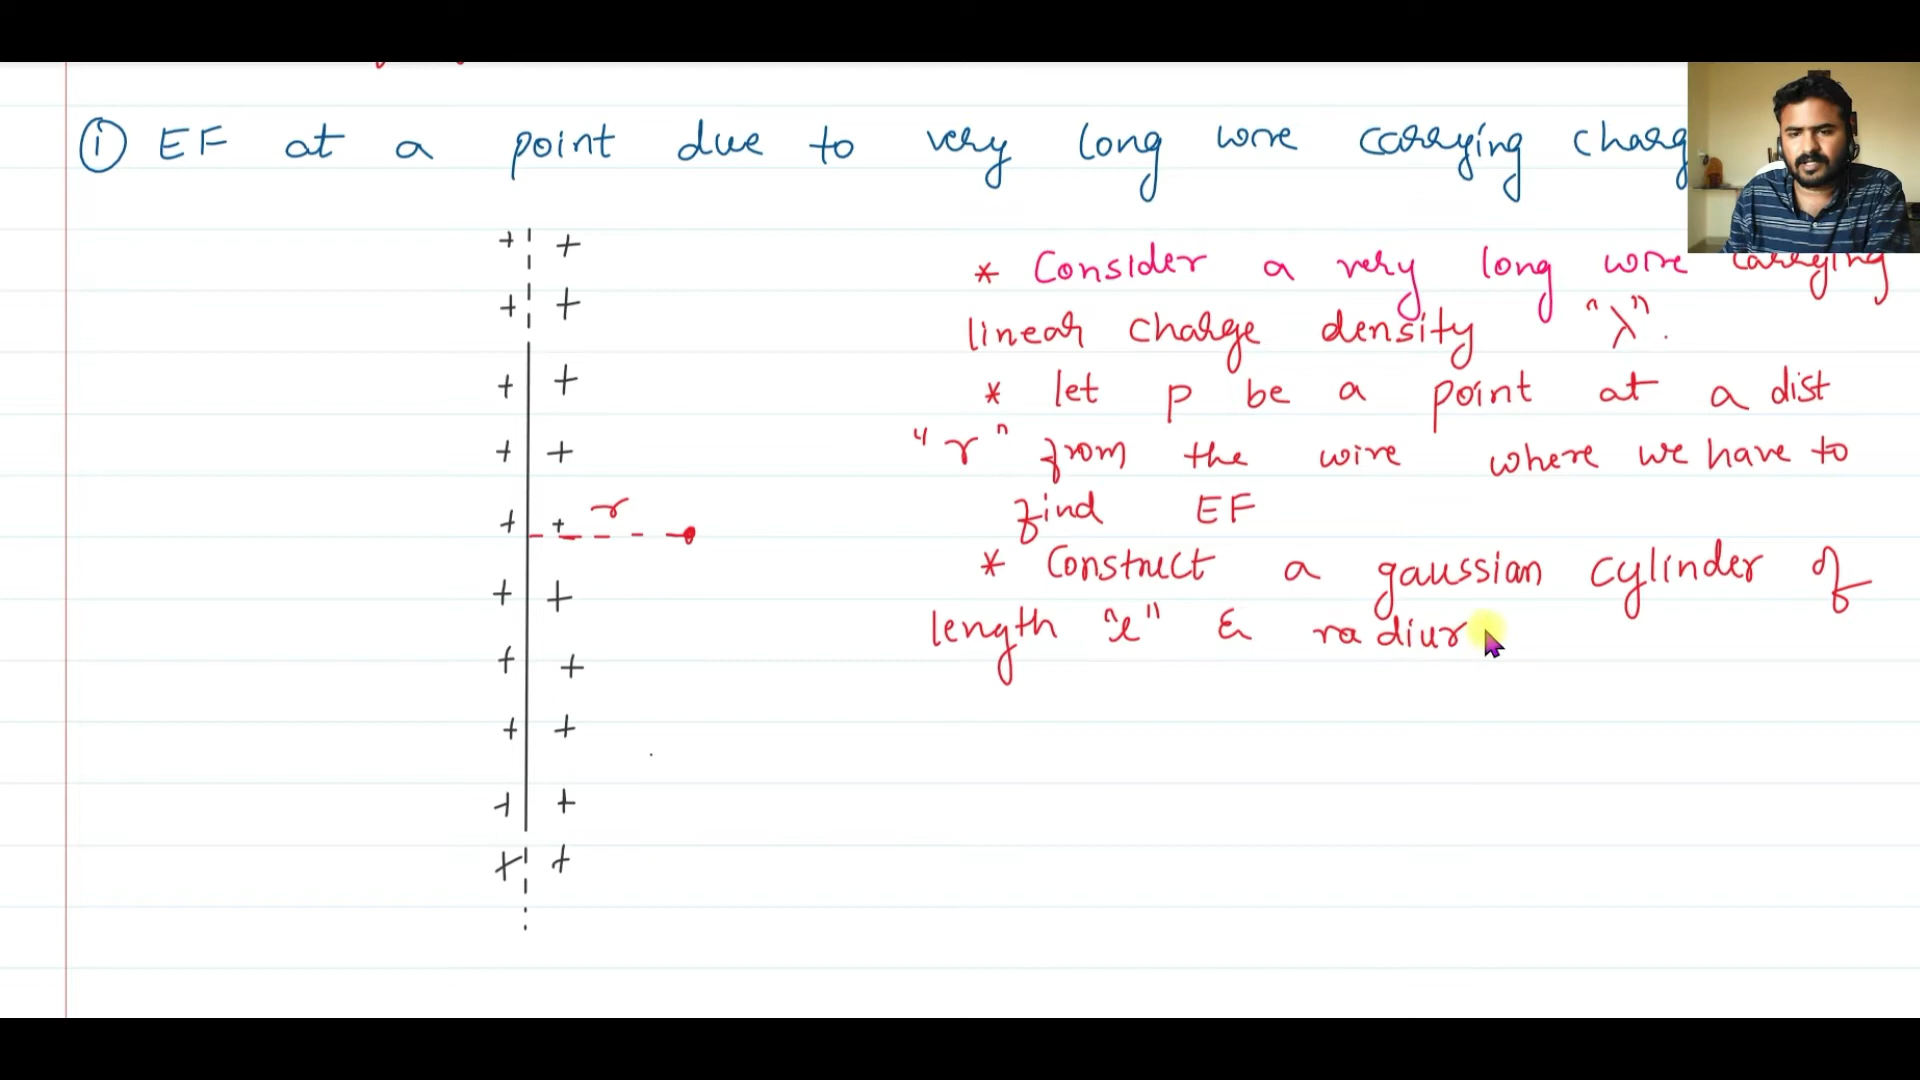 (i) EF at a point due to very long wire carrying charg
+ +
+ +
+ +
+ +
+ + r
+ +
+ +
+ +
+ +
+ +
* Consider a very long wire carrying
linear charge density "λ".
* let p be a point at a dist
"r" from the wire where we have to
find EF
* Construct a gaussian cylinder of
length "l" & radius